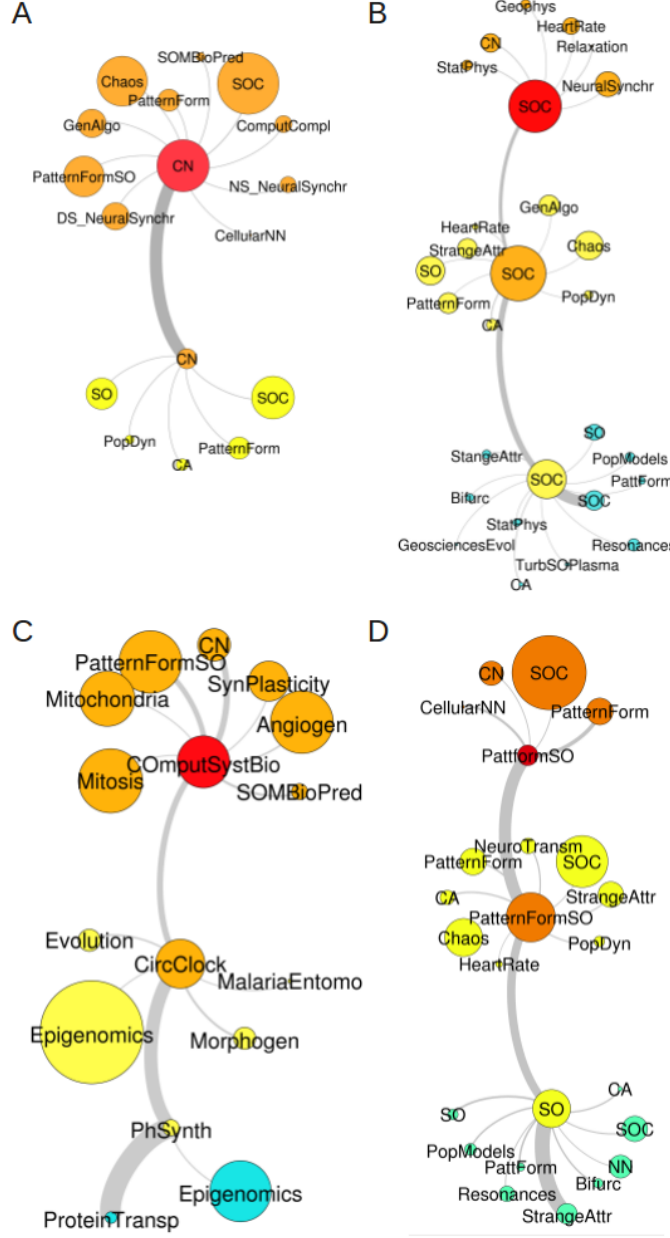 A
SOMBioPred
Chaos
SOC
PatternForm
GenAlgo
ComputCompl
CN
PatternFormSO
NS_NeuralSynchr
DS_NeuralSynchr
CellularNN
CN
SO
SOC
PopDyn
PatternForm
CA
B
Geophys
HeartRate
CN
Relaxation
StatPhys
NeuralSynchr
SOC
GenAlgo
HeartRate
StrangeAttr
Chaos
SO
SOC
PopDyn
PatternForm
CA
SO
StangeAttr
PopModels
SOC
PattForm
Bifurc
SOC
StatPhys
GeosciencesEvol
Resonances
TurbSOPlasma
CA
C
CN
PatternFormSO
SynPlasticity
Mitochondria
Angiogen
COmputSystBio
Mitosis
SOMBioPred
Evolution
CircClock
MalariaEntomo
Epigenomics
Morphogen
PhSynth
Epigenomics
ProteinTransp
D
CN
SOC
CellularNN
PatternForm
PattformSO
NeuroTransm
PatternForm
SOC
CA
StrangeAttr
PatternFormSO
Chaos
PopDyn
HeartRate
CA
SO
SO
SOC
PopModels
PattForm
NN
Bifurc
Resonances
StrangeAttr